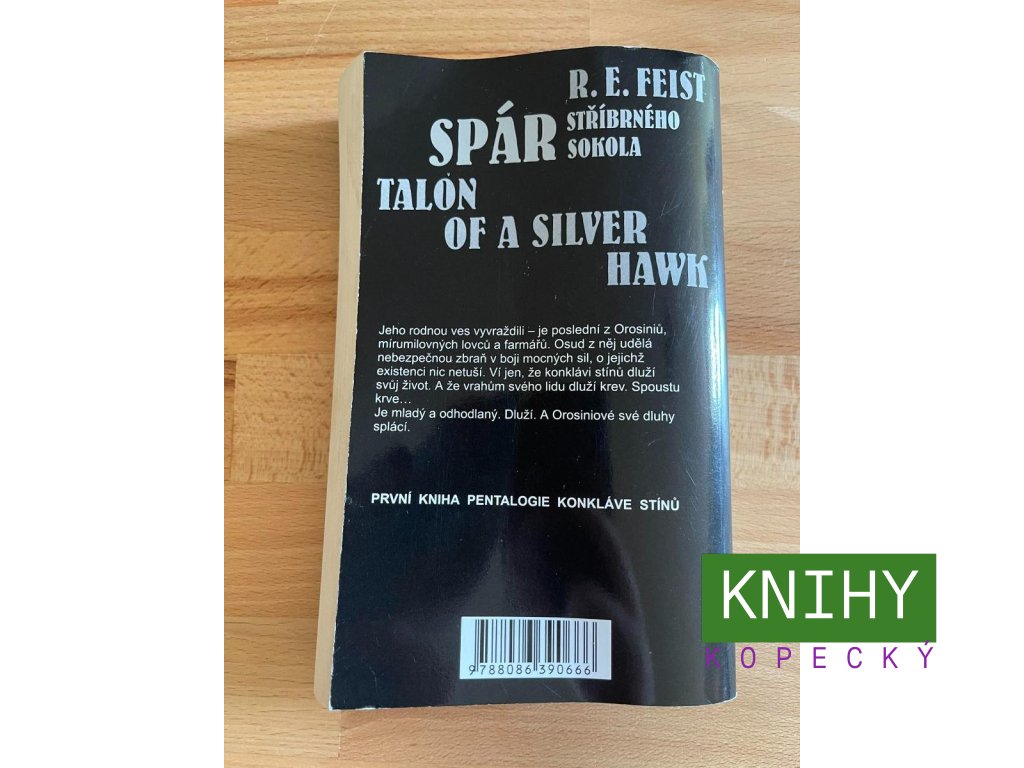 R. E. FEIST
SPÁR STŘÍBRNÉHO
SOKOLA
TALON
OF A SILVER
HAWK
Jeho rodnou ves vyvraždili – je poslední z Orosiniů,
mírumilovných lovců a farmářů. Osud z něj udělá
nebezpečnou zbraň v boji mocných sil, o jejichž
existenci nic netuší. Ví jen, že konklávi stínů dluží
svůj život. A že vrahům svého lidu dluží krev. Spoustu
krve…
Je mladý a odhodlaný. Dluží. A Orosiniové své dluhy
splácí.
PRVNÍ KNIHA PENTALOGIE KONKLÁVE STÍNŮ
9788086390666
KNIHY
KOPECKÝ